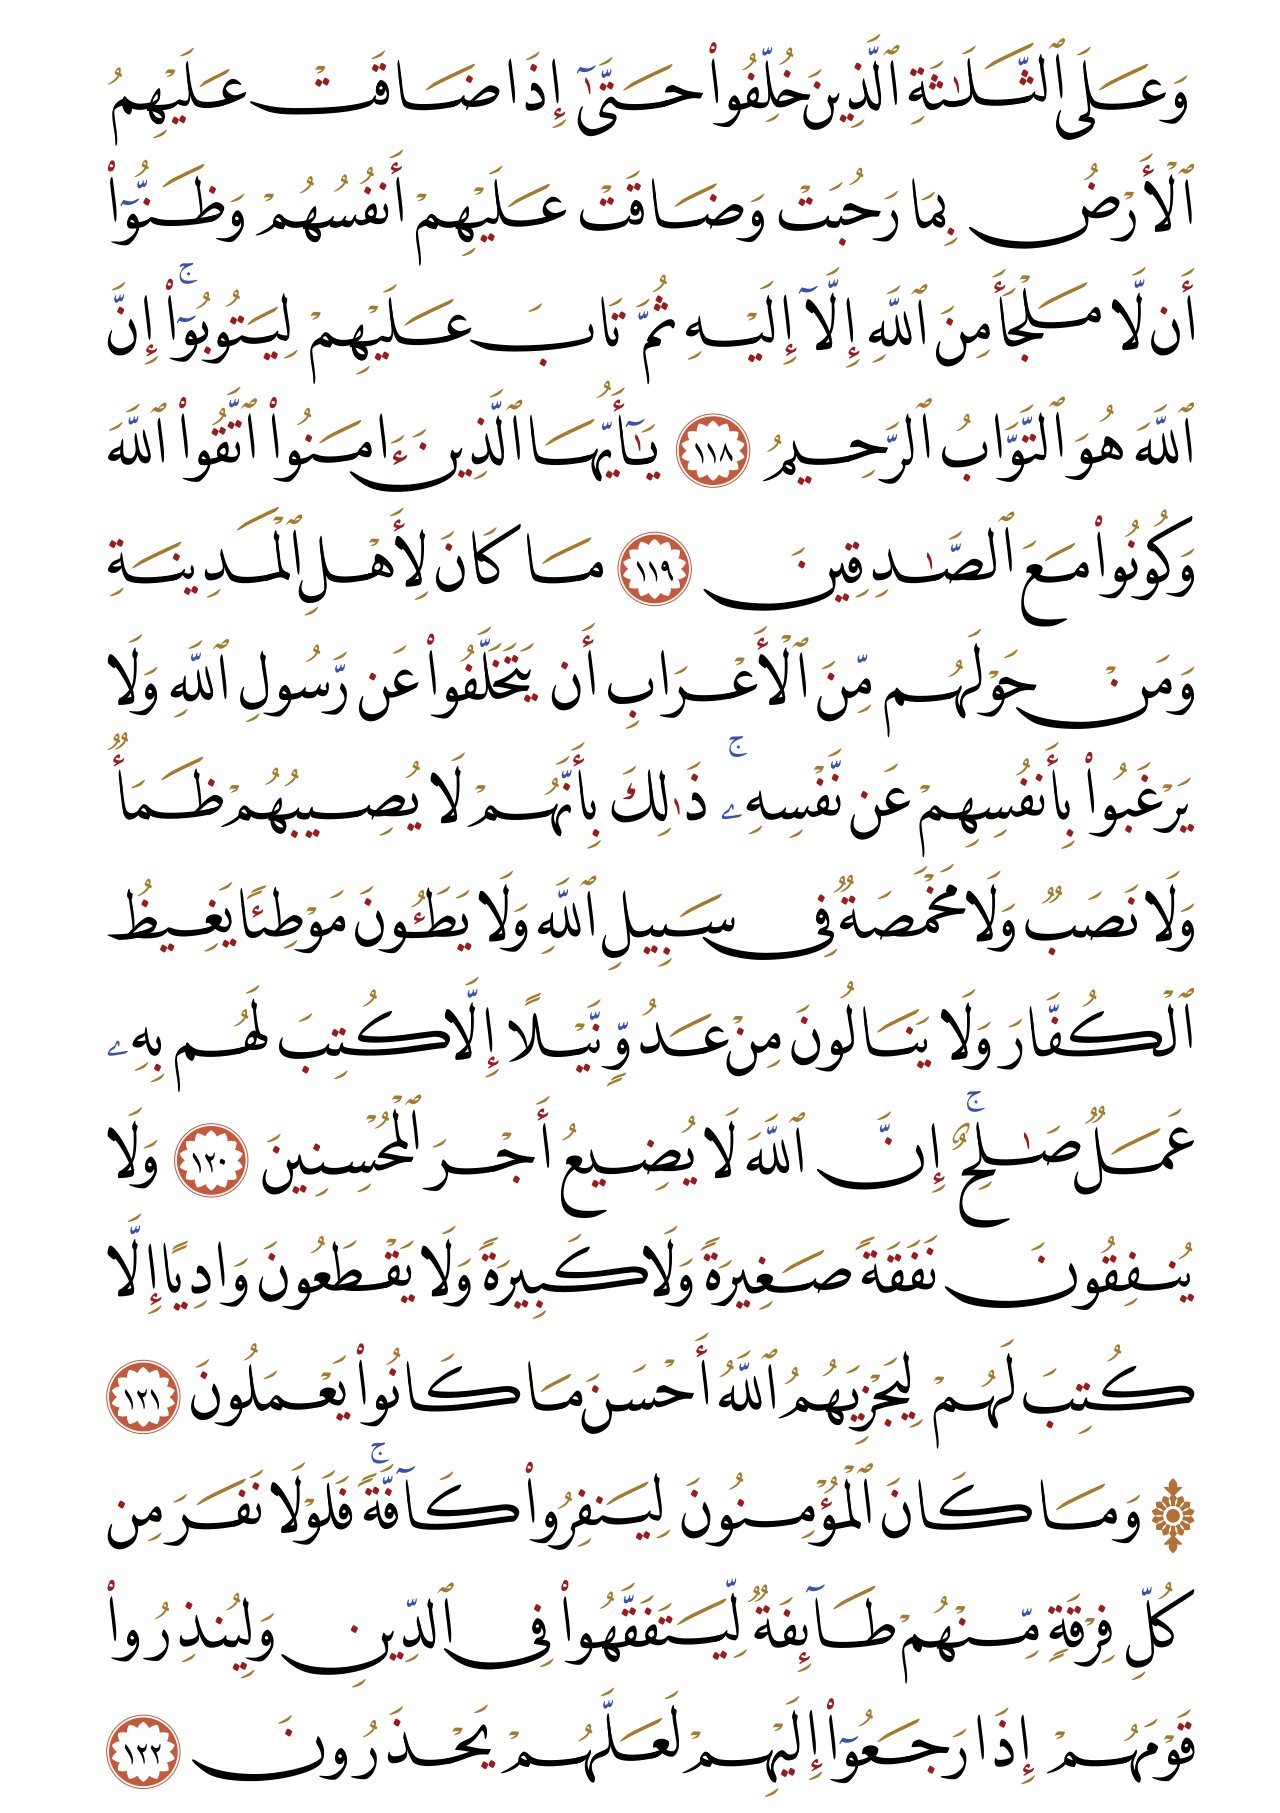 وَعَلَى ٱلثَّلَـٰثَةِ ٱلَّذِينَ خُلِّفُوا۟ حَتَّىٰٓ إِذَا ضَاقَتْ عَلَيْهِمُ
ٱلْأَرْضُ بِمَا رَحُبَتْ وَضَاقَتْ عَلَيْهِمْ أَنفُسُهُمْ وَظَنُّوٓا۟
أَن لَّا مَلْجَأَ مِنَ ٱللَّهِ إِلَّآ إِلَيْهِ ثُمَّ تَابَ عَلَيْهِمْ لِيَتُوبُوٓا۟ ۚ إِنَّ
ٱللَّهَ هُوَ ٱلتَّوَّابُ ٱلرَّحِيمُ ١١٨ يَـٰٓأَيُّهَا ٱلَّذِينَ ءَامَنُوا۟ ٱتَّقُوا۟ ٱللَّهَ
وَكُونُوا۟ مَعَ ٱلصَّـٰدِقِينَ ١١٩ مَا كَانَ لِأَهْلِ ٱلْمَدِينَةِ
وَمَنْ حَوْلَهُم مِّنَ ٱلْأَعْرَابِ أَن يَتَخَلَّفُوا۟ عَن رَّسُولِ ٱللَّهِ وَلَا
يَرْغَبُوا۟ بِأَنفُسِهِمْ عَن نَّفْسِهِۦ ۚ ذَٰلِكَ بِأَنَّهُمْ لَا يُصِيبُهُمْ ظَمَأٌ
وَلَا نَصَبٌ وَلَا مَخْمَصَةٌ فِى سَبِيلِ ٱللَّهِ وَلَا يَطَـُٔونَ مَوْطِئًا يَغِيظُ
ٱلْكُفَّارَ وَلَا يَنَالُونَ مِنْ عَدُوٍّ نَّيْلًا إِلَّا كُتِبَ لَهُم بِهِۦ
عَمَلٌ صَـٰلِحٌ ۚ إِنَّ ٱللَّهَ لَا يُضِيعُ أَجْرَ ٱلْمُحْسِنِينَ ١٢٠ وَلَا
يُنفِقُونَ نَفَقَةً صَغِيرَةً وَلَا كَبِيرَةً وَلَا يَقْطَعُونَ وَادِيًا إِلَّا
كُتِبَ لَهُمْ لِيَجْزِيَهُمُ ٱللَّهُ أَحْسَنَ مَا كَانُوا۟ يَعْمَلُونَ ١٢١
۞ وَمَا كَانَ ٱلْمُؤْمِنُونَ لِيَنفِرُوا۟ كَآفَّةً ۚ فَلَوْلَا نَفَرَ مِن
كُلِّ فِرْقَةٍ مِّنْهُمْ طَآئِفَةٌ لِّيَتَفَقَّهُوا۟ فِى ٱلدِّينِ وَلِيُنذِرُوا۟
قَوْمَهُمْ إِذَا رَجَعُوٓا۟ إِلَيْهِمْ لَعَلَّهُمْ يَحْذَرُونَ ١٢٢